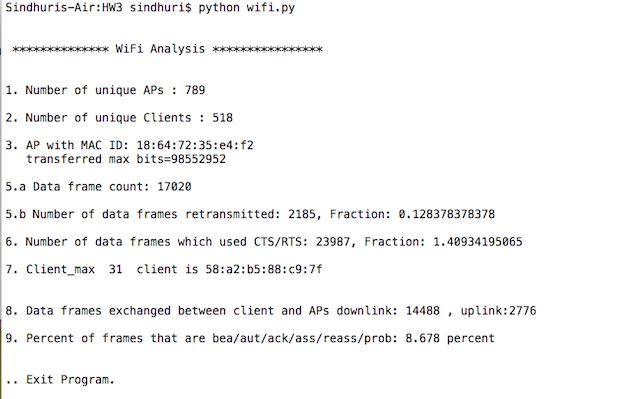 Sindhuris-Air:HW3 sindhuri$ python wifi.py
************** WiFi Analysis ****************
1. Number of unique APs : 789
2. Number of unique Clients : 518
3. AP with MAC ID: 18:64:72:35:e4:f2
transferred max bits=98552952
5.a Data frame count: 17020
5.b Number of data frames retransmitted: 2185, Fraction: 0.128378378378
6. Number of data frames which used CTS/RTS: 23987, Fraction: 1.40934195065
7. Client_max  31  client is 58:a2:b5:88:c9:7f
8. Data frames exchanged between client and APs downlink: 14488 , uplink:2776
9. Percent of frames that are bea/aut/ack/ass/reass/prob: 8.678 percent
.. Exit Program.